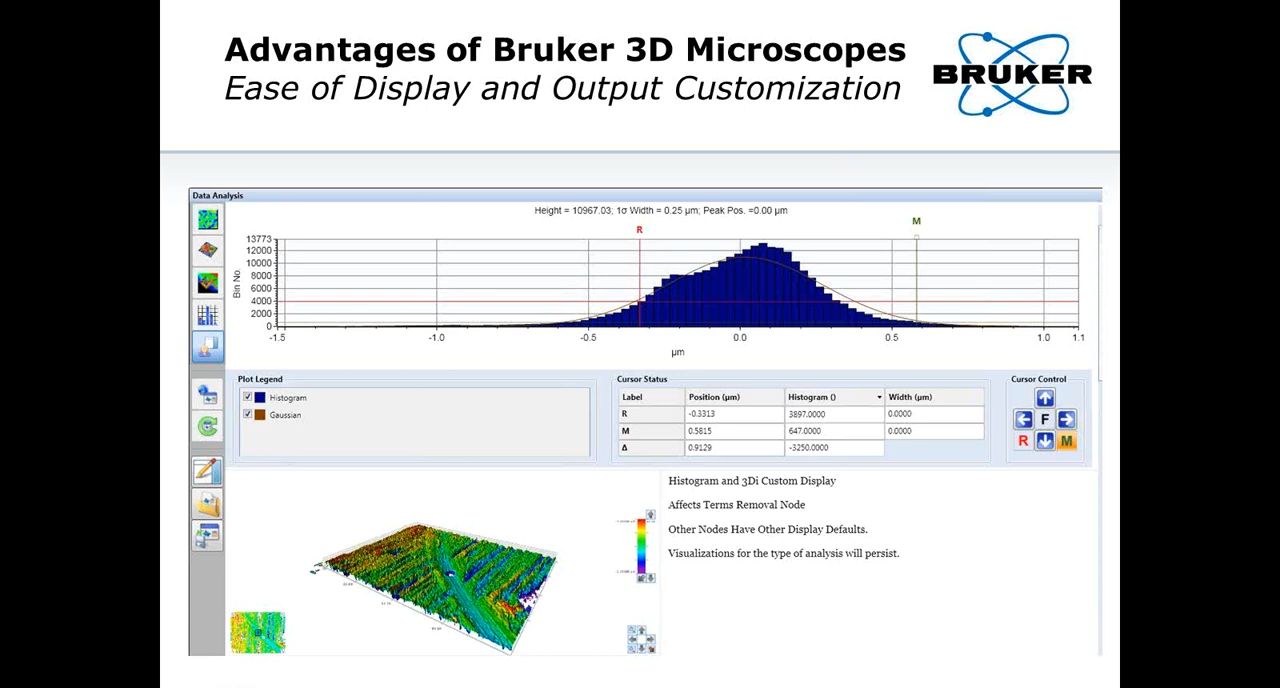 Advantages of Bruker 3D Microscopes
Ease of Display and Output Customization
BRUKER
Data Analysis
Height = 10967.03; 1σ Width = 0.25 µm; Peak Pos. =0.00 µm
R
M
Bin No.
13773
12000
10000
8000
6000
4000
2000
0
-1.5 -1.0 -0.5 0.0 0.5 1.0 1.1
µm
Plot Legend
Histogram
Gaussian
Cursor Status
Label Position (µm) Histogram () Width (µm)
R -0.3313 3897.0000 0.0000
M 0.5815 647.0000 0.0000
Δ 0.9129 -3250.0000
Cursor Control
F
R M
Histogram and 3Di Custom Display
Affects Terms Removal Node
Other Nodes Have Other Display Defaults.
Visualizations for the type of analysis will persist.